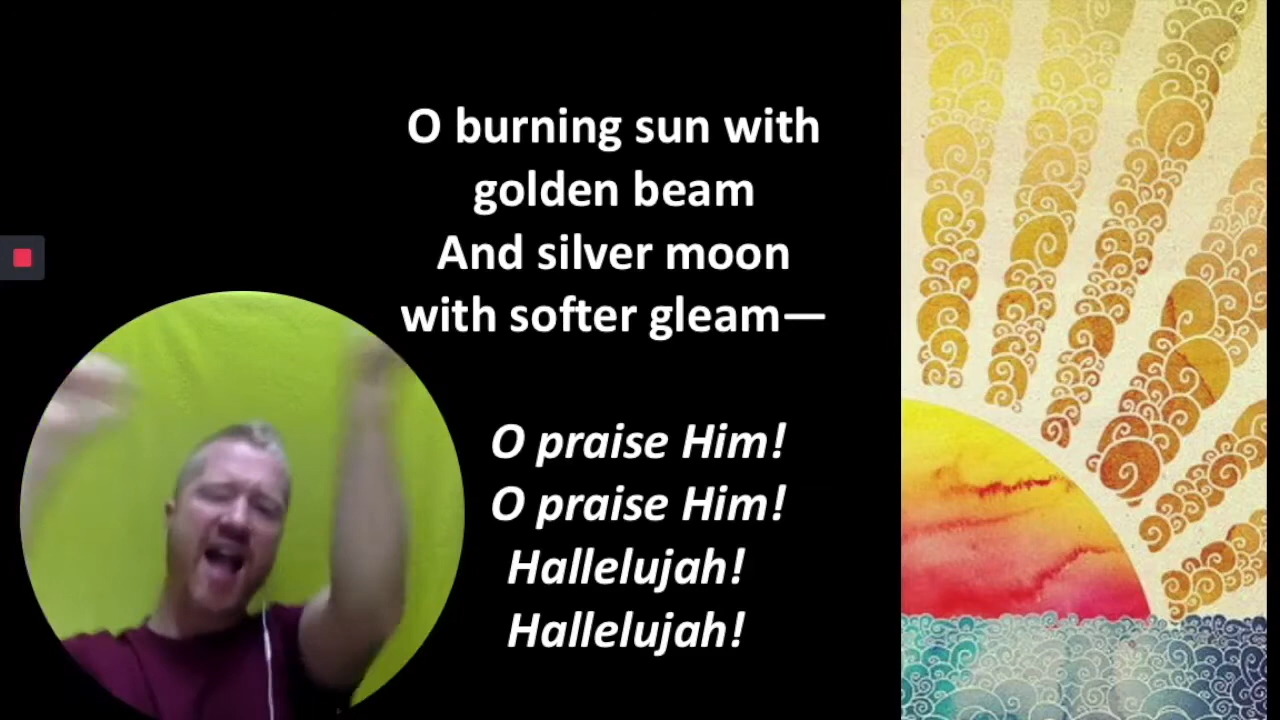 O burning sun with
golden beam
And silver moon
with softer gleam—
O praise Him!
O praise Him!
Hallelujah!
Hallelujah!